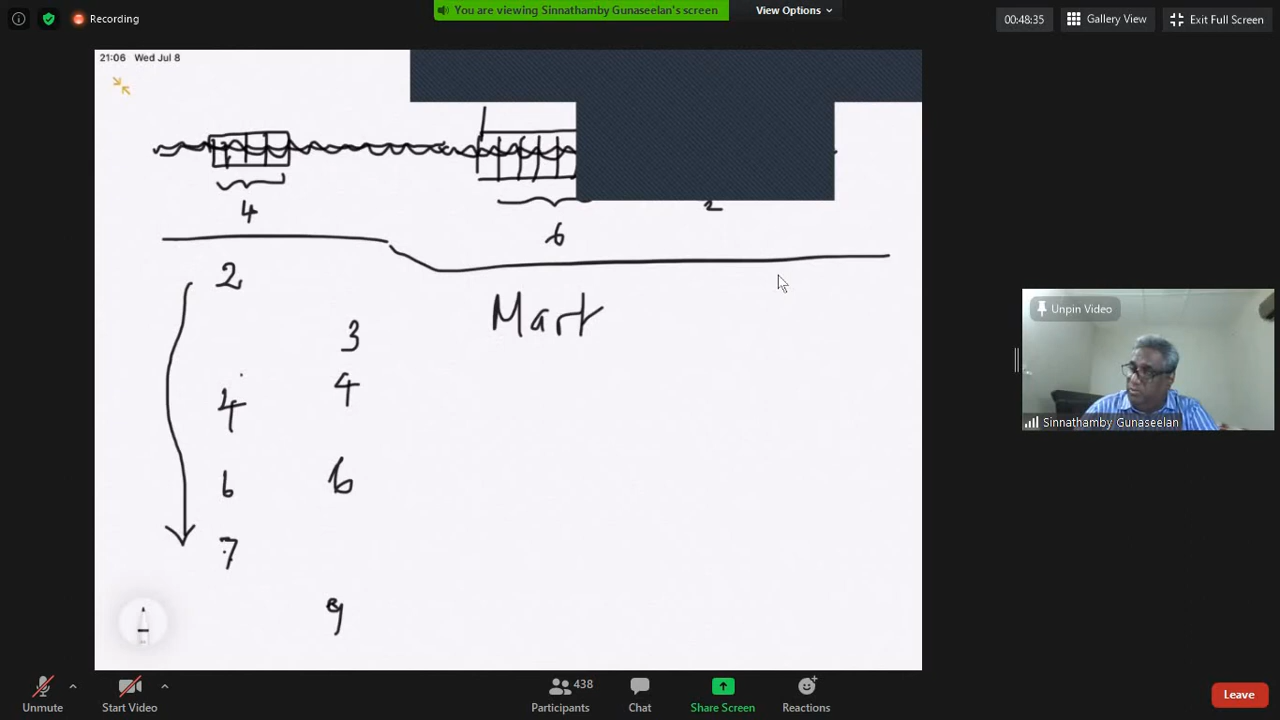 Recording
You are viewing Sinnathamby Gunaseelan's screen
View Options
00:48:35
Gallery View
Exit Full Screen
21:06 Wed Jul 8
4
6
2
2
Mart
3
4
4
6
6
7
9
Unpin Video
Sinnathamby Gunaseelan
Unmute
Start Video
438
Participants
Chat
Share Screen
Reactions
Leave